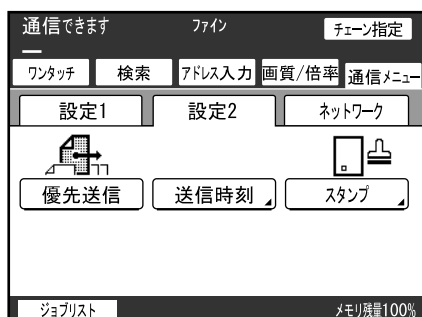 通信できます ファイン チェーン指定
ワンタッチ 検索 アドレス入力 画質/倍率 通信メニュー
設定1 設定2 ネットワーク
優先送信 送信時刻 スタンプ
ジョブリスト メモリ残量100%